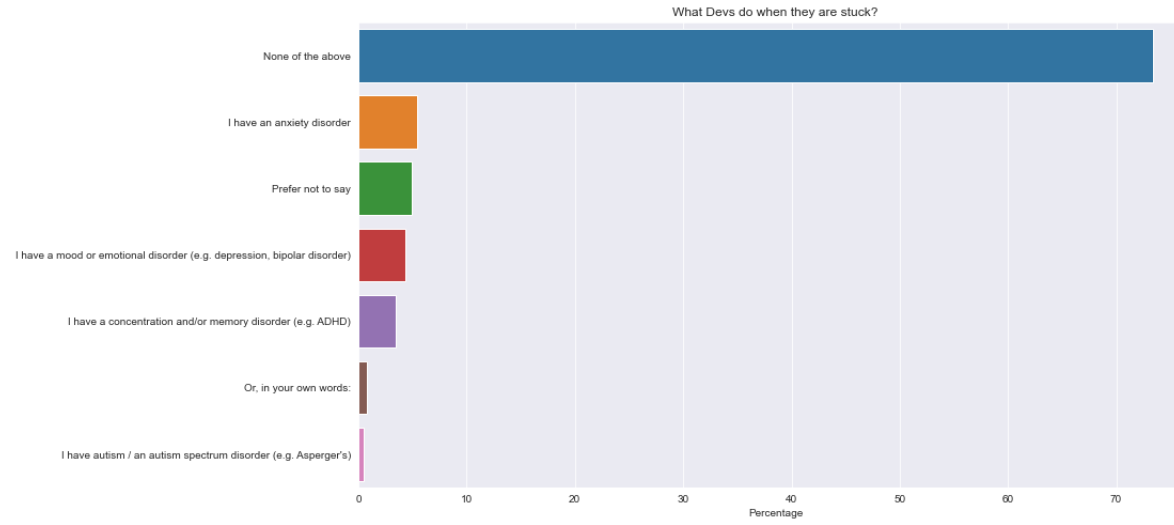 What Devs do when they are stuck?
None of the above
I have an anxiety disorder
Prefer not to say
I have a mood or emotional disorder (e.g. depression, bipolar disorder)
I have a concentration and/or memory disorder (e.g. ADHD)
Or, in your own words:
I have autism / an autism spectrum disorder (e.g. Asperger's)
0 10 20 30 40 50 60 70
Percentage